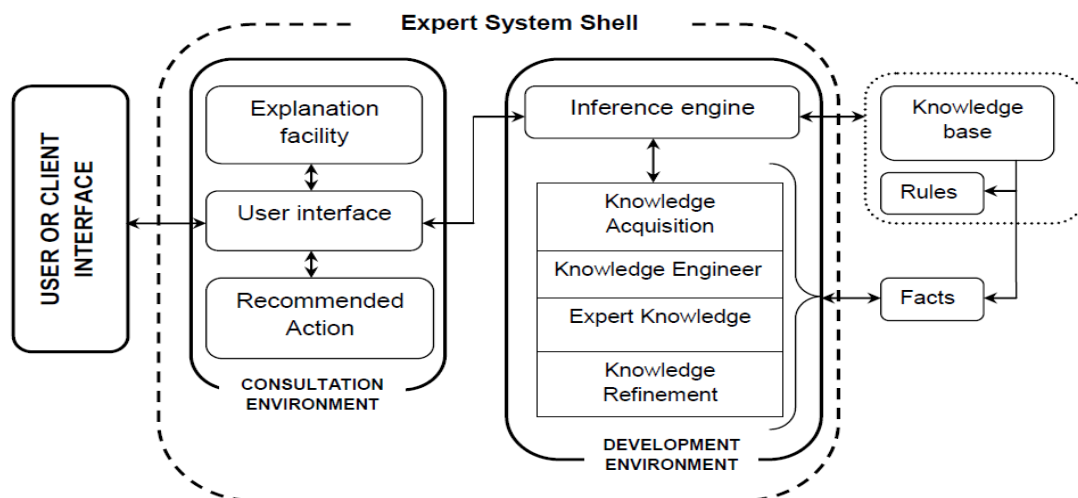 Expert System Shell
USER OR CLIENT
INTERFACE
Explanation
facility
User interface
Recommended
Action
CONSULTATION
ENVIRONMENT
Inference engine
Knowledge
Acquisition
Knowledge Engineer
Expert Knowledge
Knowledge
Refinement
DEVELOPMENT
ENVIRONMENT
Knowledge
base
Rules
Facts